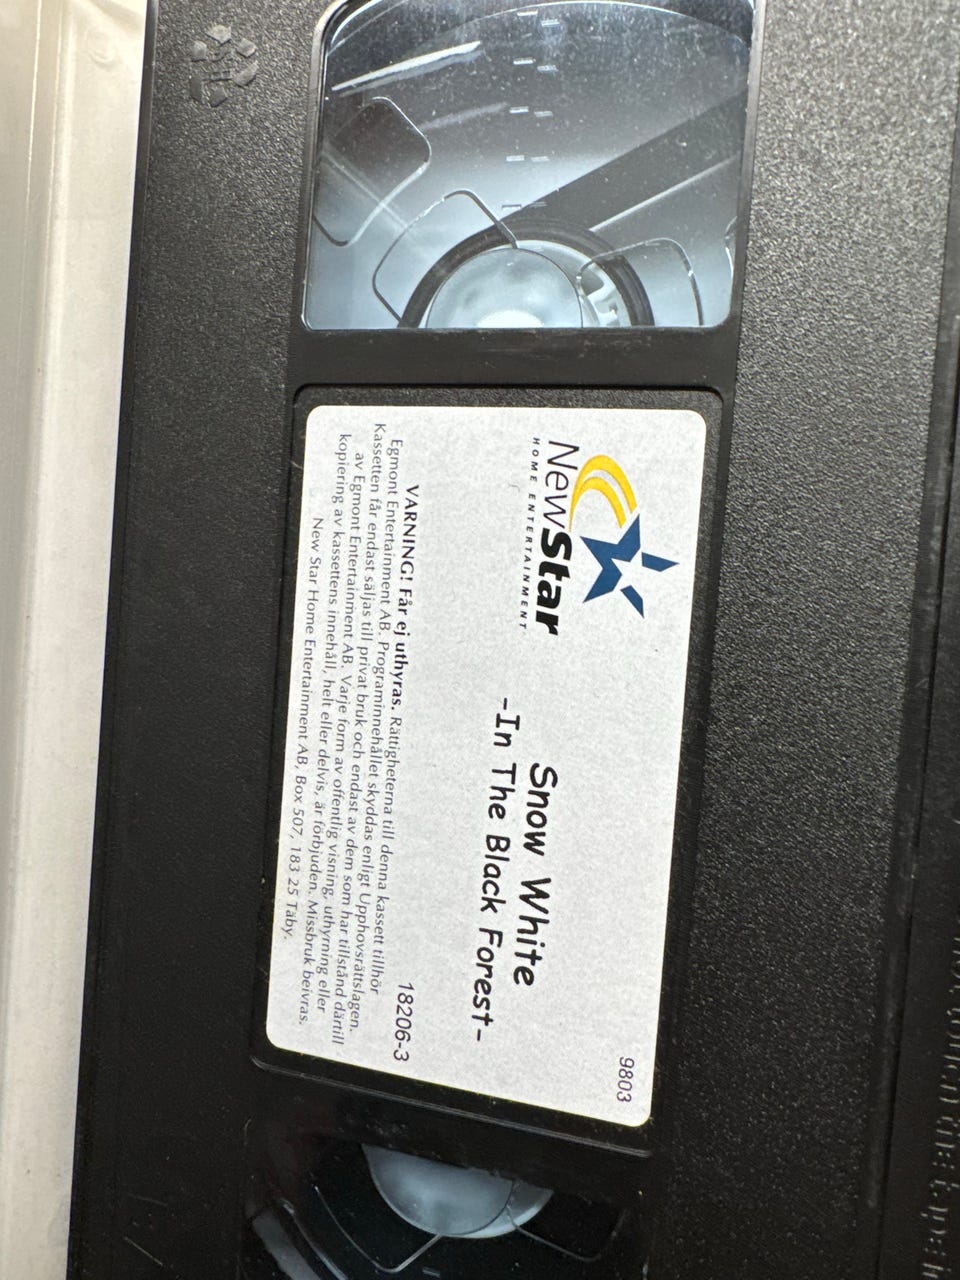 NewStar
HOME ENTERTAINMENT
9803
Snow White
-In The Black Forest-
18206-3
VARNING! Får ej uthyras. Rättigheterna till denna kassett tillhör
Egmont Entertainment AB. Programinnehållet skyddas enligt Upphovsrättslagen.
Kassetten får endast säljas till privat bruk och endast av dem som har tillstånd därtill
av Egmont Entertainment AB. Varje form av offentlig visning, uthyrning eller
kopiering av kassettens innehåll, helt eller delvis, är förbjuden. Missbruk beivras.
New Star Home Entertainment AB, Box 507, 183 25 Täby.